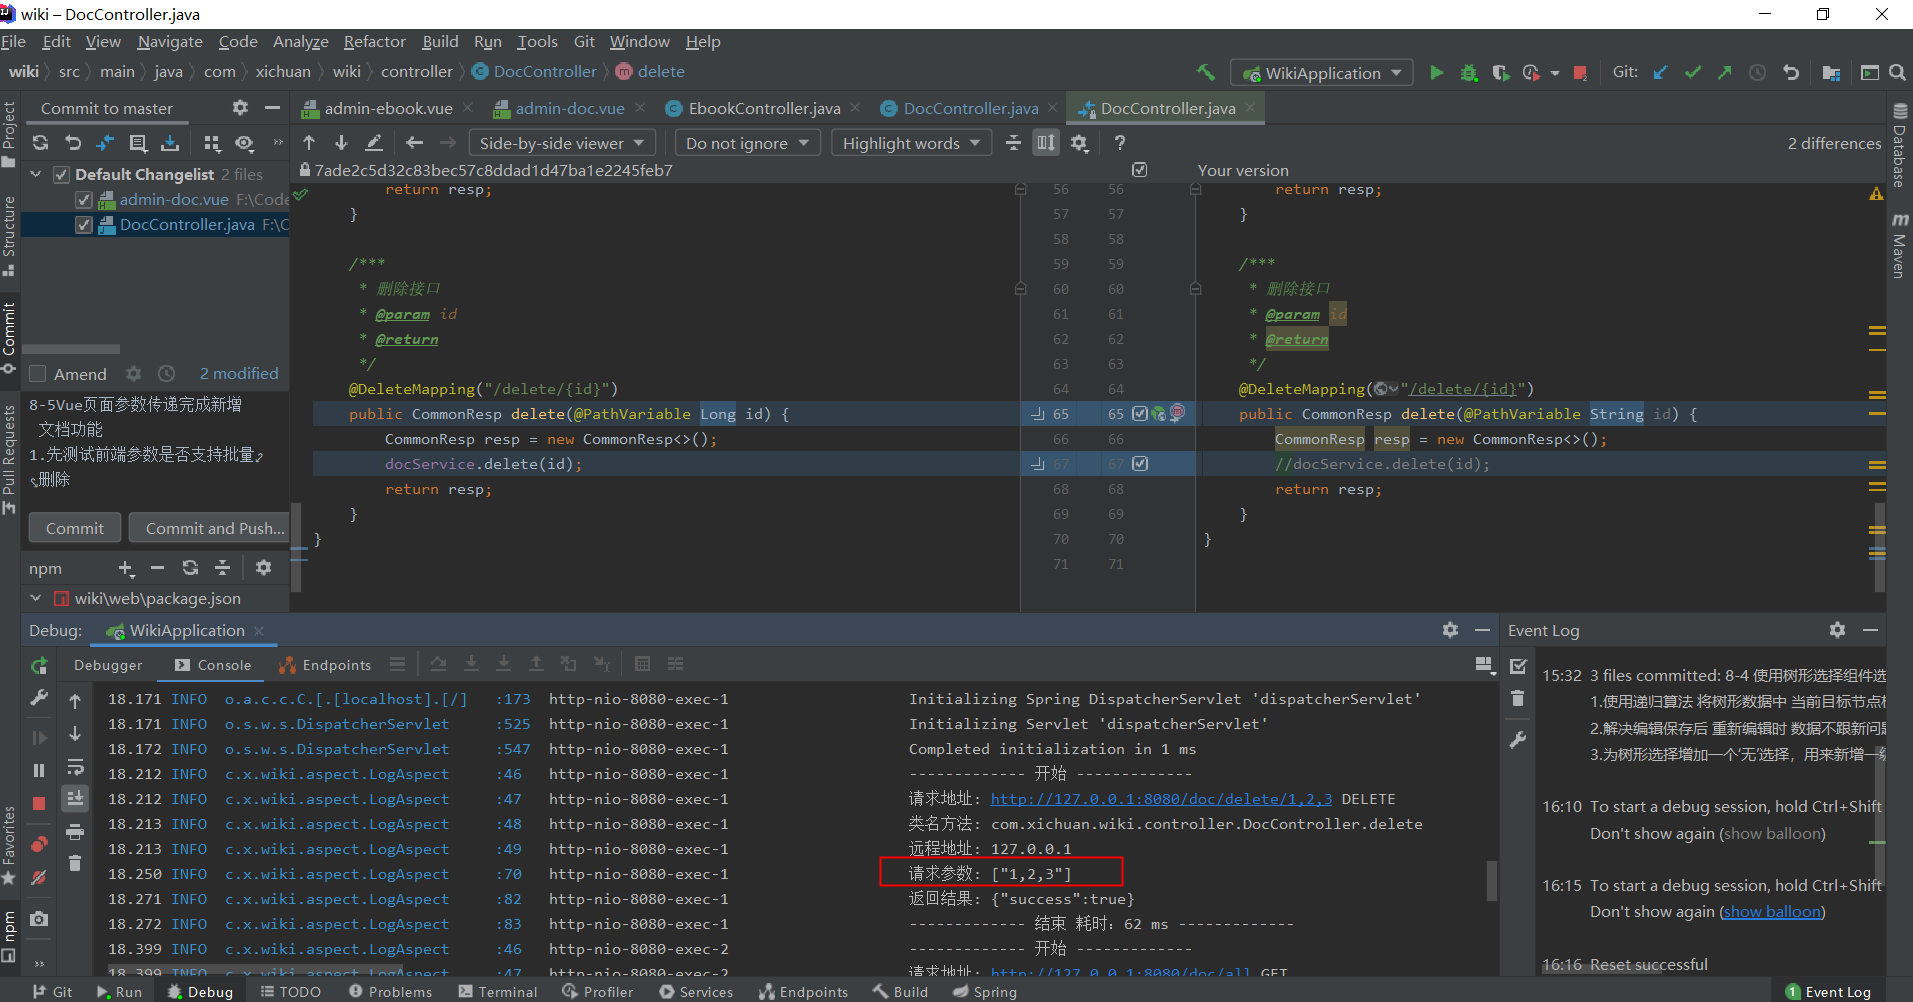 wiki – DocController.java
File Edit View Navigate Code Analyze Refactor Build Run Tools Git Window Help
wiki src main java com xichuan wiki controller DocController delete
WikiApplication
Git:
Commit to master
admin-ebook.vue admin-doc.vue EbookController.java DocController.java DocController.java
Side-by-side viewer Do not ignore Highlight words ? 2 differences
7ade2c5d32c83bec57c8ddad1d47ba1e2245feb7 Your version
Default Changelist 2 files
admin-doc.vue F:\Code
DocController.java F:\C
Amend 2 modified
8-5Vue页面参数传递完成新增
文档功能
1.先测试前端参数是否支持批量
删除
Commit Commit and Push...
npm
wiki\web\package.json
return resp; 56 56 return resp;
} 57 57 }
58 58
/*** 59 59 /***
* 删除接口 60 60 * 删除接口
* @param id 61 61 * @param id
* @return 62 62 * @return
*/ 63 63 */
@DeleteMapping("/delete/{id}") 64 64 @DeleteMapping("/delete/{id}")
public CommonResp delete(@PathVariable Long id) { 65 65 public CommonResp delete(@PathVariable String id) {
CommonResp resp = new CommonResp<>(); 66 66 CommonResp resp = new CommonResp<>();
docService.delete(id); 67 67 //docService.delete(id);
return resp; 68 68 return resp;
} 69 69 }
} 70 70 }
71 71
Project
Structure
Commit
Pull Requests
Favorites
npm
Database
Maven
Debug: WikiApplication
Debugger Console Endpoints
18.171 INFO o.a.c.c.C.[.[localhost].[/] :173 http-nio-8080-exec-1 Initializing Spring DispatcherServlet 'dispatcherServlet'
18.171 INFO o.s.w.s.DispatcherServlet :525 http-nio-8080-exec-1 Initializing Servlet 'dispatcherServlet'
18.172 INFO o.s.w.s.DispatcherServlet :547 http-nio-8080-exec-1 Completed initialization in 1 ms
18.212 INFO c.x.wiki.aspect.LogAspect :46 http-nio-8080-exec-1 ------------- 开始 -------------
18.212 INFO c.x.wiki.aspect.LogAspect :47 http-nio-8080-exec-1 请求地址: http://127.0.0.1:8080/doc/delete/1,2,3 DELETE
18.213 INFO c.x.wiki.aspect.LogAspect :48 http-nio-8080-exec-1 类名方法: com.xichuan.wiki.controller.DocController.delete
18.213 INFO c.x.wiki.aspect.LogAspect :49 http-nio-8080-exec-1 远程地址: 127.0.0.1
18.250 INFO c.x.wiki.aspect.LogAspect :70 http-nio-8080-exec-1 请求参数: ["1,2,3"]
18.271 INFO c.x.wiki.aspect.LogAspect :82 http-nio-8080-exec-1 返回结果: {"success":true}
18.272 INFO c.x.wiki.aspect.LogAspect :83 http-nio-8080-exec-1 ------------- 结束 耗时：62 ms -------------
18.399 INFO c.x.wiki.aspect.LogAspect :46 http-nio-8080-exec-2 ------------- 开始 -------------
18.399 INFO c.x.wiki.aspect.LogAspect :47 http-nio-8080-exec-2 请求地址: http://127.0.0.1:8080/doc/all GET
Event Log
15:32 3 files committed: 8-4 使用树形选择组件选
1.使用递归算法 将树形数据中 当前目标节点
2.解决编辑保存后 重新编辑时 数据不跟新问题
3.为树形选择增加一个'无'选择，用来新增一
16:10 To start a debug session, hold Ctrl+Shift
Don't show again (show balloon)
16:15 To start a debug session, hold Ctrl+Shift
Don't show again (show balloon)
16:16 Reset successful
Git Run Debug TODO Problems Terminal Profiler Services Endpoints Build Spring 1 Event Log